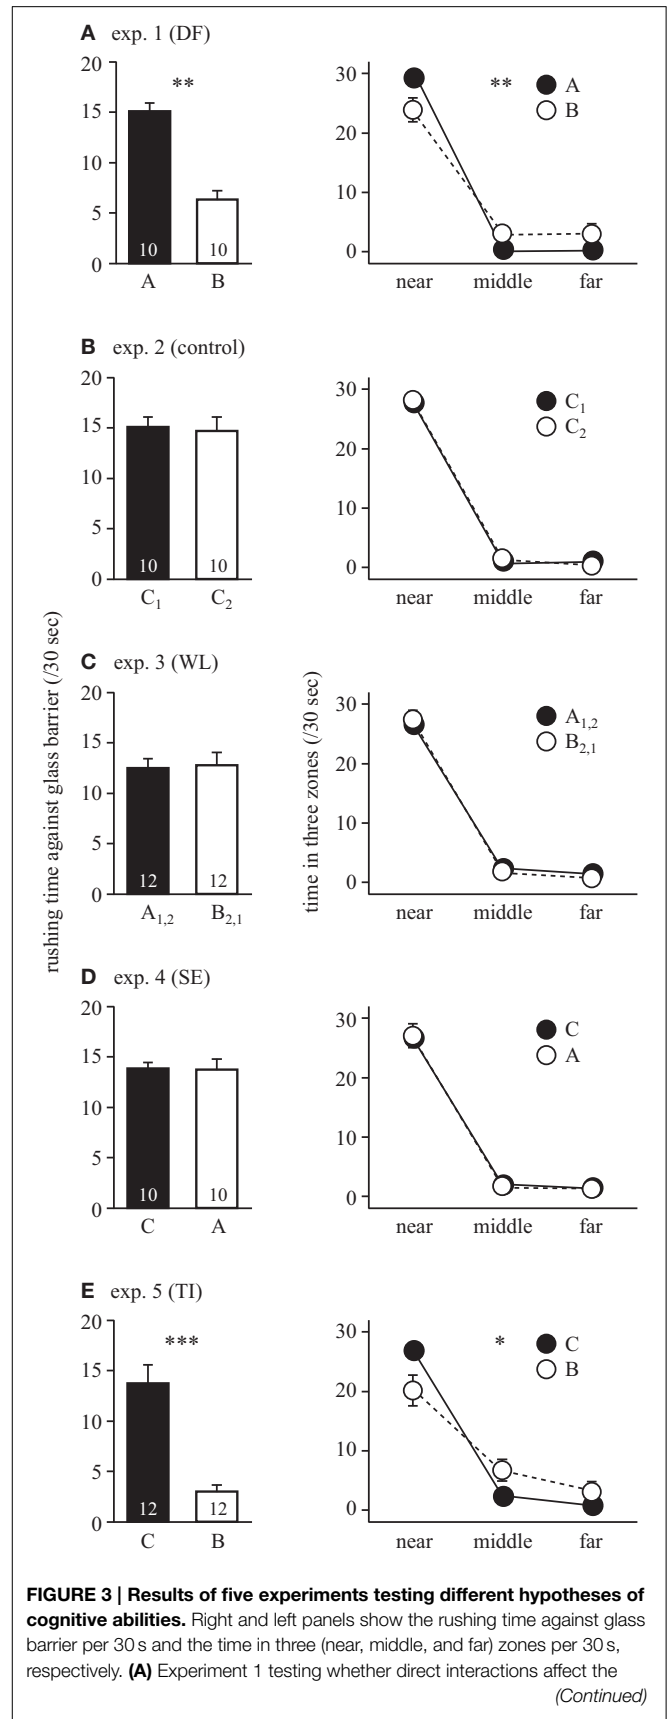 A exp. 1 (DF)
20
15
10
5
0
**
10
10
A
B
30
20
10
0
**
A
B
near
middle
far
B exp. 2 (control)
20
15
10
5
0
10
10
C1
C2
30
20
10
0
C1
C2
near
middle
far
rushing time against glass barrier (/30 sec)
time in three zones (/30 sec)
C exp. 3 (WL)
20
15
10
5
0
12
12
A1,2
B2,1
30
20
10
0
A1,2
B2,1
near
middle
far
D exp. 4 (SE)
20
15
10
5
0
10
10
C
A
30
20
10
0
C
A
near
middle
far
E exp. 5 (TI)
20
15
10
5
0
***
12
12
C
B
30
20
10
0
*
C
B
near
middle
far
FIGURE 3 | Results of five experiments testing different hypotheses of
cognitive abilities. Right and left panels show the rushing time against glass
barrier per 30 s and the time in three (near, middle, and far) zones per 30 s,
respectively. (A) Experiment 1 testing whether direct interactions affect the
(Continued)